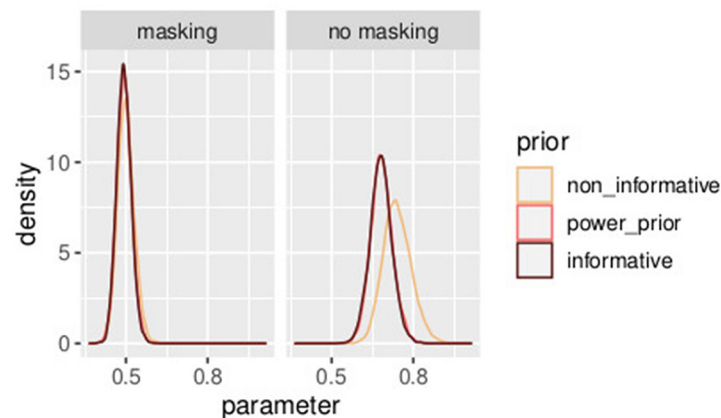 masking
no masking
15
10
5
0
density
0.5
0.8
0.5
0.8
parameter
prior
non_informative
power_prior
informative